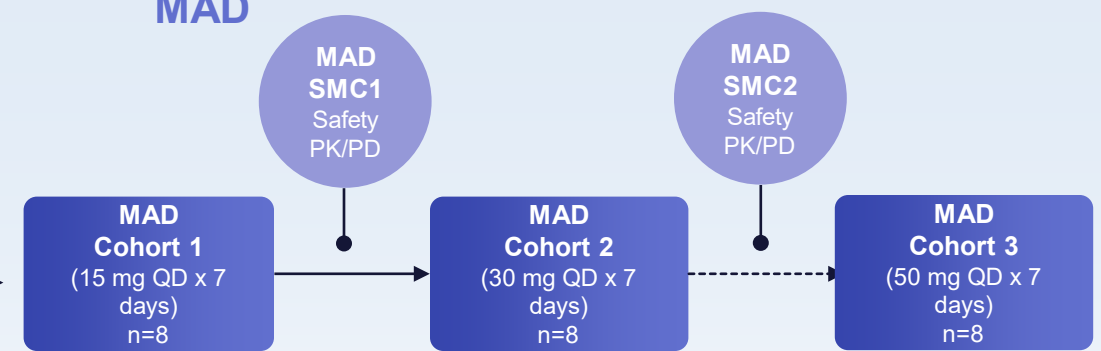 MAD
MAD
SMC1
Safety
PK/PD
MAD
SMC2
Safety
PK/PD
MAD
Cohort 1
(15 mg QD x 7
days)
n=8
MAD
Cohort 2
(30 mg QD x 7
days)
n=8
MAD
Cohort 3
(50 mg QD x 7
days)
n=8